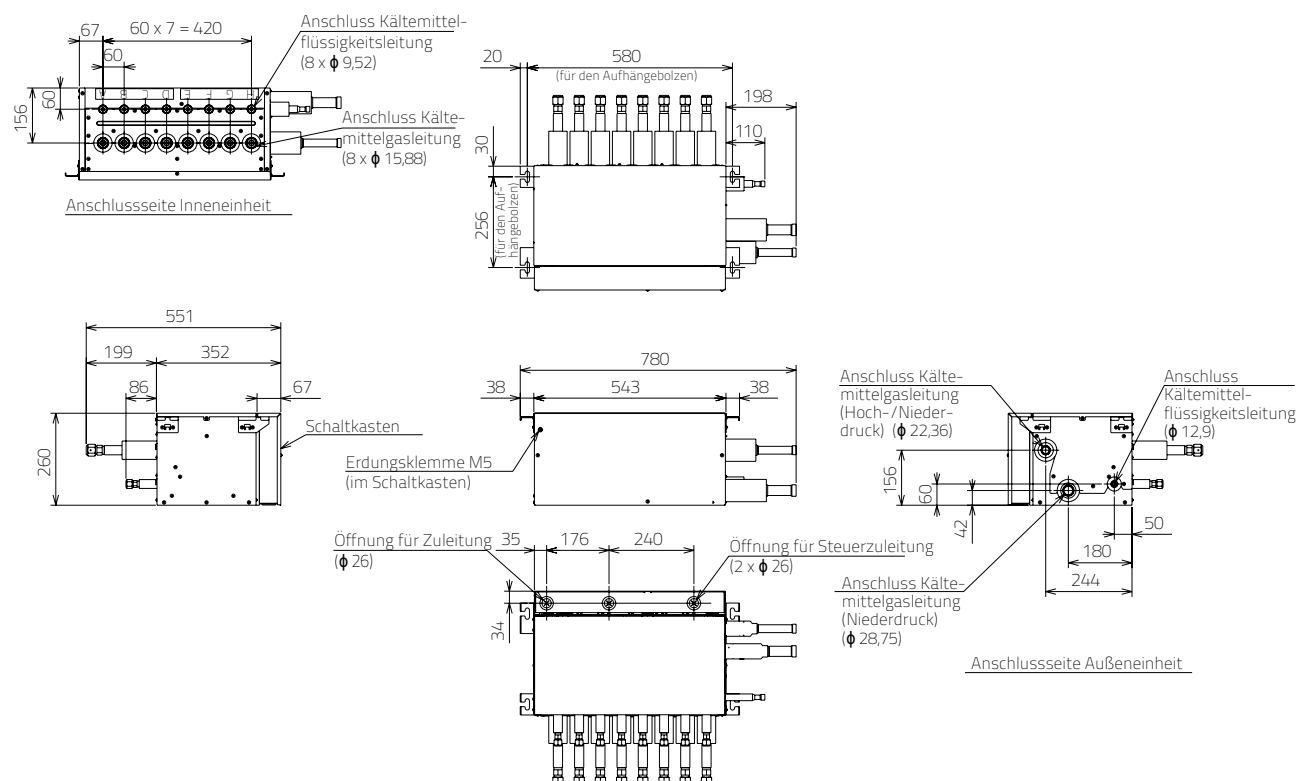 67
60 x 7 = 420
60
Anschluss Kältemittel-
flüssigkeitsleitung
(8 x ϕ 9,52)
156
60
A B C D E F G H
Anschluss Kälte-
mittelgasleitung
(8 x ϕ 15,88)
Anschlussseite Inneneinheit
20
580
(für den Aufhängebolzen)
198
110
30
256
(für den Auf-
hängebolzen)
551
199
352
86
67
260
Schaltkasten
780
38
543
38
Erdungsklemme M5
(im Schaltkasten)
Anschluss Kälte-
mittelgasleitung
(Hoch-/Nieder-
druck) (ϕ 22,36)
Anschluss
Kältemittel-
flüssigkeitsleitung
(ϕ 12,9)
156
60
42
50
180
244
Anschluss Kälte-
mittelgasleitung
(Niederdruck)
(ϕ 28,75)
Anschlussseite Außeneinheit
Öffnung für Zuleitung
(ϕ 26)
35
176
240
Öffnung für Steuerzuleitung
(2 x ϕ 26)
34